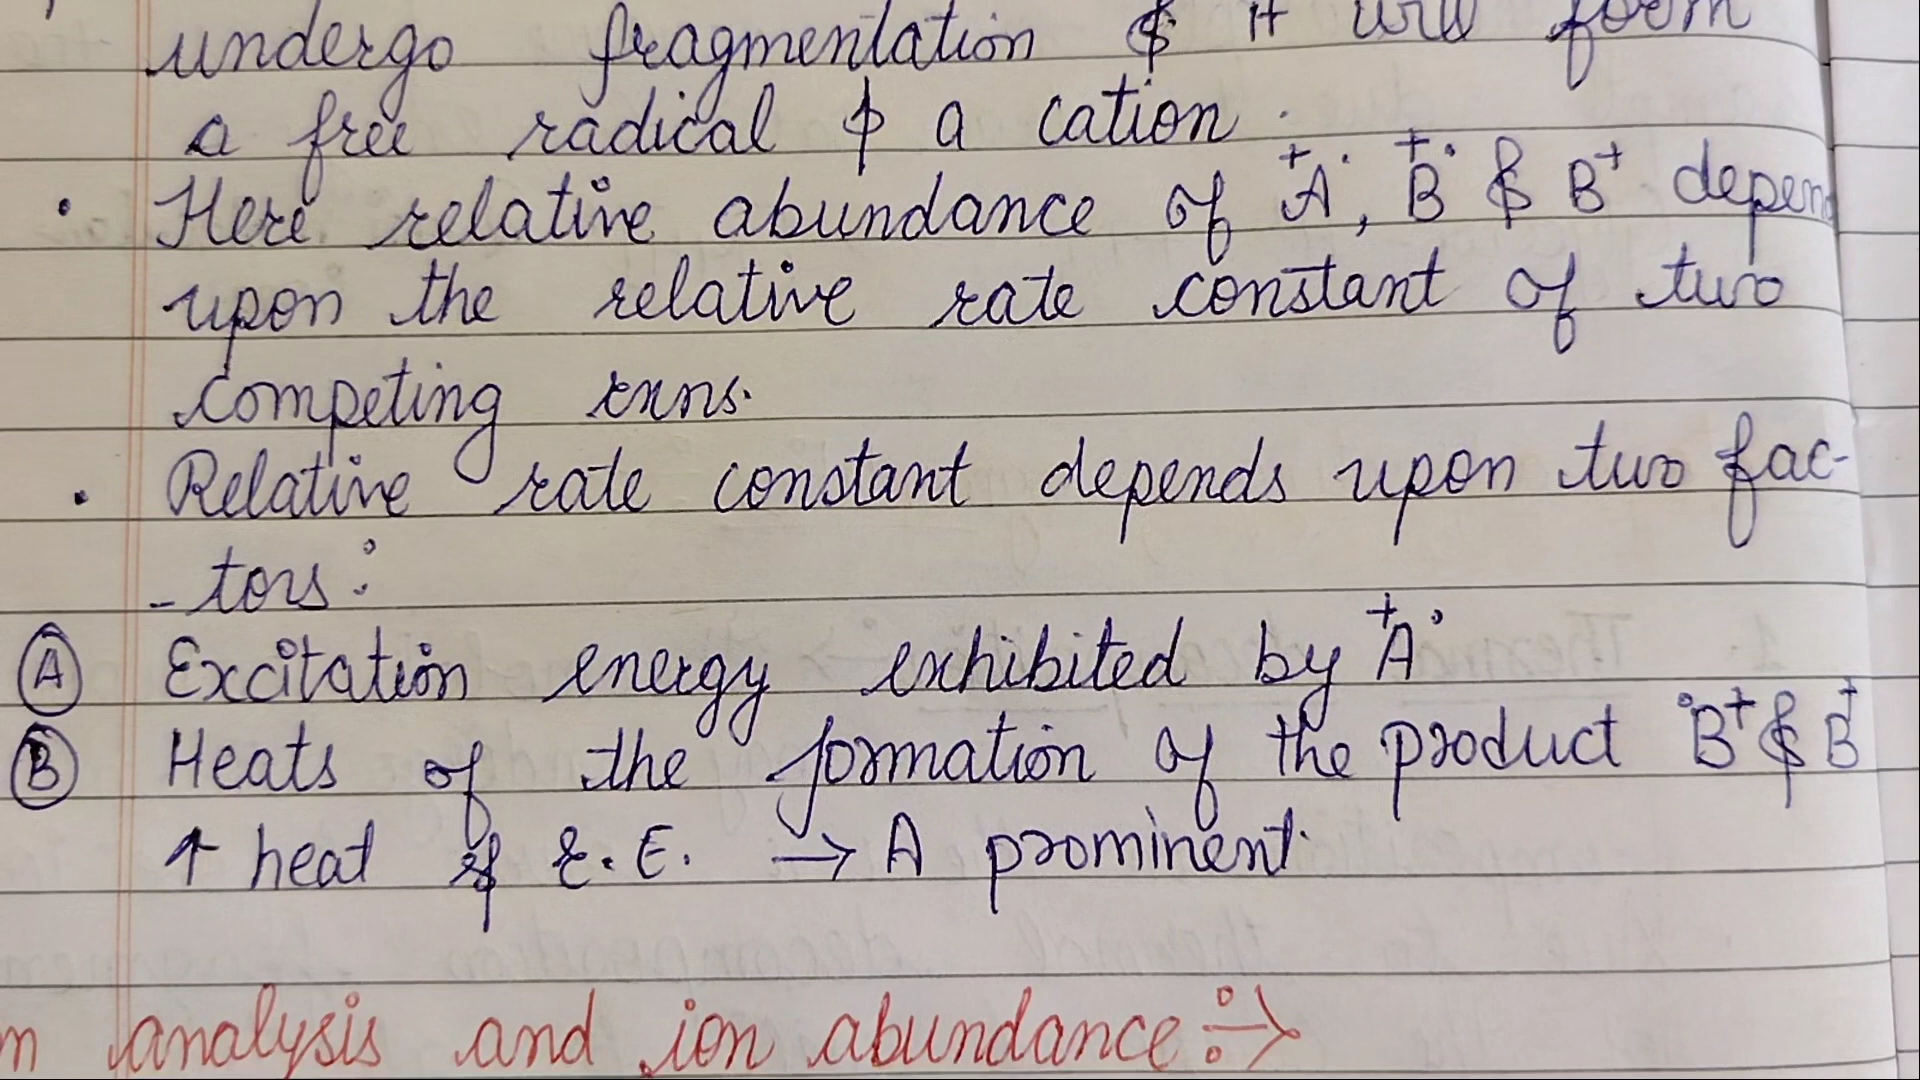 undergo fragmentation & it will form
a free radical & a cation.
• Here relative abundance of +A•, +B• & B+ depen
upon the relative rate constant of two
competing rxns.
• Relative rate constant depends upon two fac-
-tors:
Ⓐ Excitation energy exhibited by +A•
Ⓑ Heats of the formation of the product •B+ & B+
↑ heat of E.E. → A prominent.
analysis and ion abundance :→